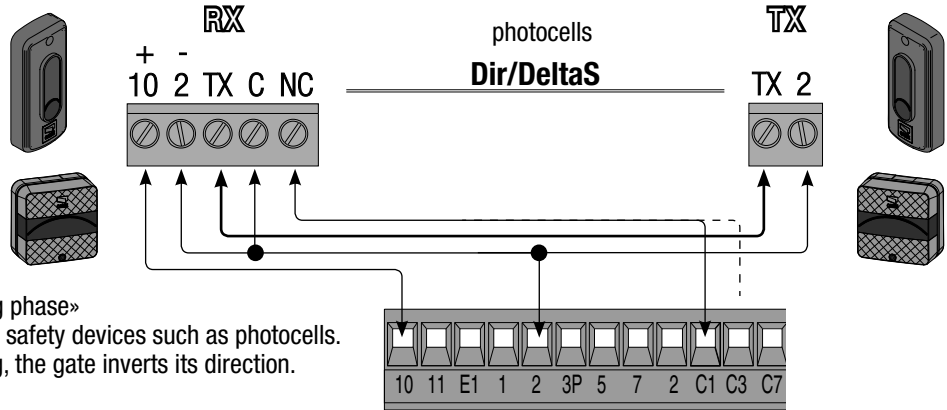 RX
photocells
TX
+ -
10 2 TX C NC
Dir/DeltaS
TX 2
g phase»
safety devices such as photocells.
g, the gate inverts its direction.
10 11 E1 1 2 3P 5 7 2 C1 C3 C7